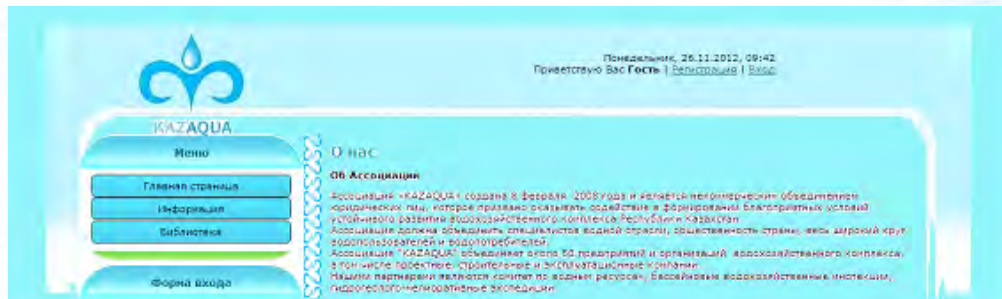 Понедельник, 26.11.2012, 09:42
Приветствую Вас Гость | Регистрация | Вход
KAZAQUA
Меню
Главная страница
Информация
Библиотека
Форма входа
О нас
Об Ассоциации
Ассоциация «KAZAQUA» создана 8 февраля 2008 года и является некоммерческим объединением
юридических лиц, которое призвано оказывать содействие в формировании благоприятных условий
устойчивого развития водохозяйственного комплекса Республики Казахстан
Ассоциация должна объединить специалистов водной отрасли, общественность страны, весь широкий круг
водопользователей и водопотребителей.
Ассоциация "KAZAQUA" объединяет около 50 предприятий и организаций водохозяйственного комплекса,
в том числе проектные, строительные и эксплуатационные компании
Нашими партнерами являются комитет по водным ресурсам, бассейновые водохозяйственные инспекции,
гидрогеолого-мелиоративные экспедиции